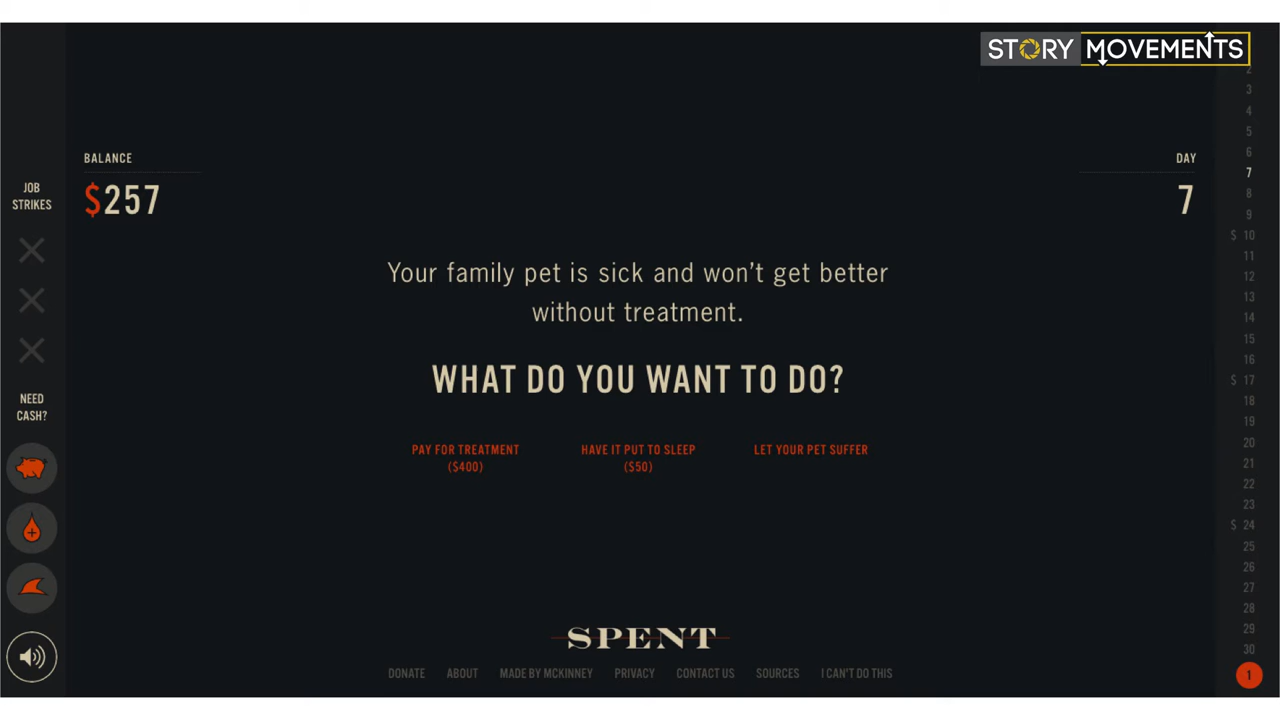 STORY MOVEMENTS
BALANCE
$257
DAY
7
JOB
STRIKES
NEED
CASH?
Your family pet is sick and won't get better
without treatment.
WHAT DO YOU WANT TO DO?
PAY FOR TREATMENT
($400)
HAVE IT PUT TO SLEEP
($50)
LET YOUR PET SUFFER
SPENT
DONATE ABOUT MADE BY MCKINNEY PRIVACY CONTACT US SOURCES I CAN'T DO THIS
2
3
4
5
6
7
8
9
$ 10
11
12
13
14
15
16
$ 17
18
19
20
21
22
23
$ 24
25
26
27
28
29
30
1